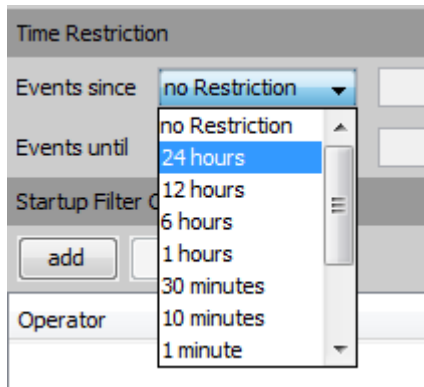 Time Restriction
Events since no Restriction
no Restriction
Events until 24 hours
12 hours
Startup Filter
6 hours
add 1 hours
30 minutes
Operator 10 minutes
1 minute